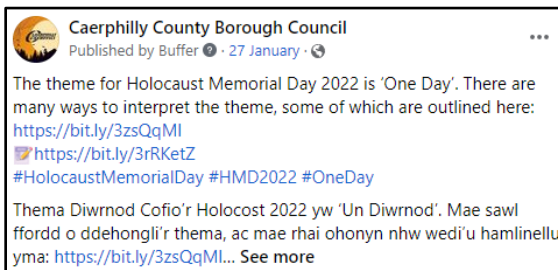 Caerphilly County Borough Council
Published by Buffer · 27 January ·
The theme for Holocaust Memorial Day 2022 is ‘One Day’. There are
many ways to interpret the theme, some of which are outlined here:
https://bit.ly/3zsQqMI
📝https://bit.ly/3rRKetZ
#HolocaustMemorialDay #HMD2022 #OneDay
Thema Diwrnod Cofio’r Holocost 2022 yw ‘Un Diwrnod’. Mae sawl
ffordd o ddehongli’r thema, ac mae rhai ohonyn nhw wedi’u hamlinellu
yma: https://bit.ly/3zsQqMI... See more